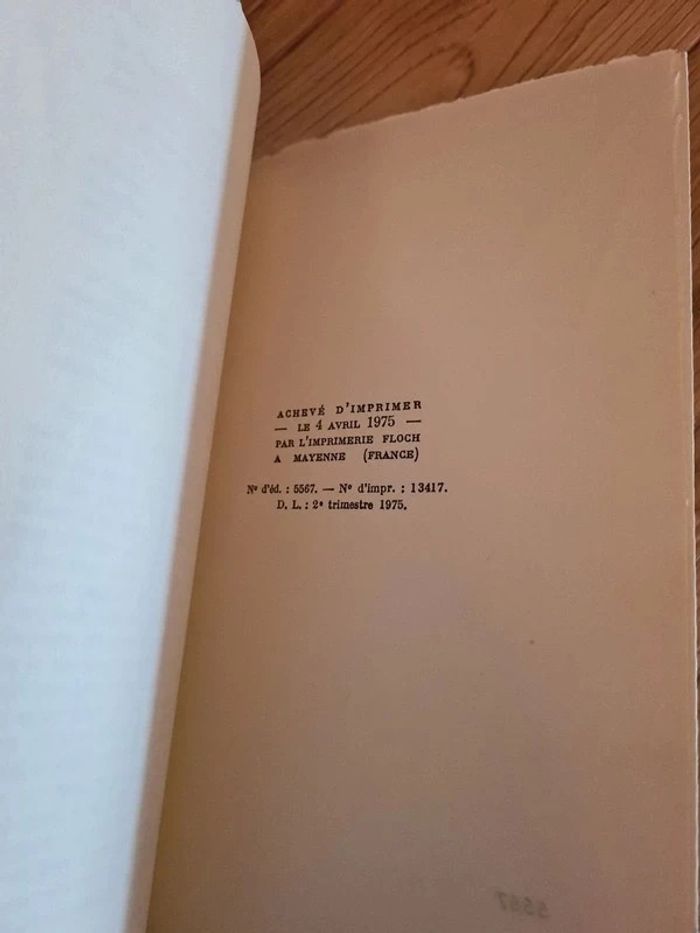 ACHEVÉ D'IMPRIMER
— LE 4 AVRIL 1975 —
PAR L'IMPRIMERIE FLOCH
A MAYENNE (FRANCE)
Nº d'éd. : 5567. — Nº d'impr. : 13417.
D. L. : 2e trimestre 1975.
5567